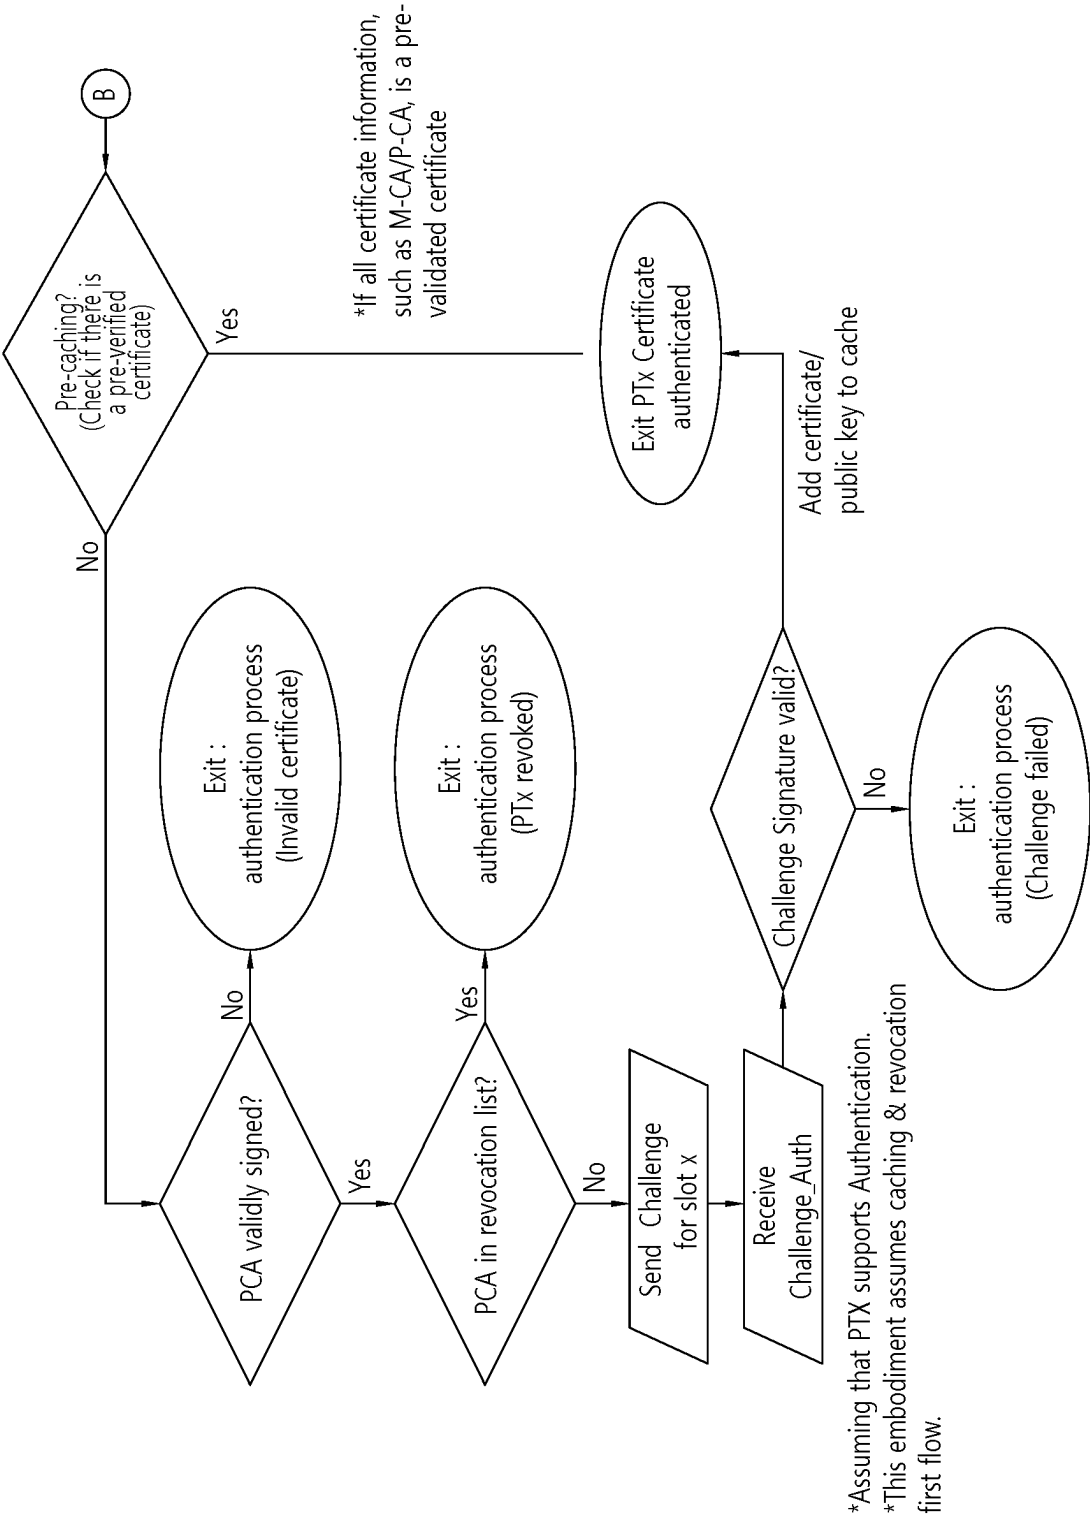 B
Pre-caching?
(Check if there is
a pre-verified
certificate)
No
Yes
*If all certificate information,
such as M-CA/P-CA, is a pre-
validated certificate
PCA validly signed?
No
Exit :
authentication process
(Invalid certificate)
Yes
PCA in revocation list?
Yes
Exit :
authentication process
(PTx revoked)
No
Send Challenge
for slot x
Receive
Challenge_Auth
Challenge Signature valid?
No
Exit :
authentication process
(Challenge failed)
Add certificate/
public key to cache
Exit PTx Certificate
authenticated
*Assuming that PTX supports Authentication.
*This embodiment assumes caching & revocation
first flow.